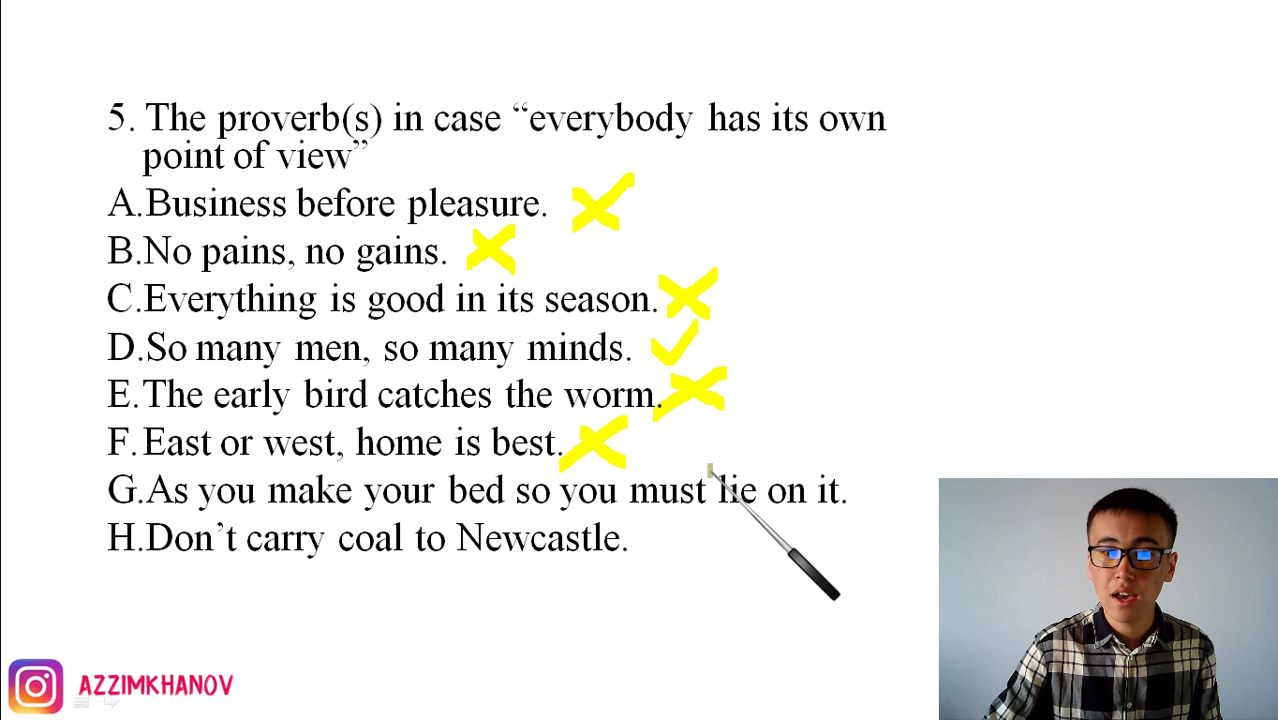 5. The proverb(s) in case “everybody has its own
point of view”
A.Business before pleasure.
B.No pains, no gains.
C.Everything is good in its season.
D.So many men, so many minds.
E.The early bird catches the worm.
F.East or west, home is best.
G.As you make your bed so you must lie on it.
H.Don’t carry coal to Newcastle.
AZZIMKHANOV